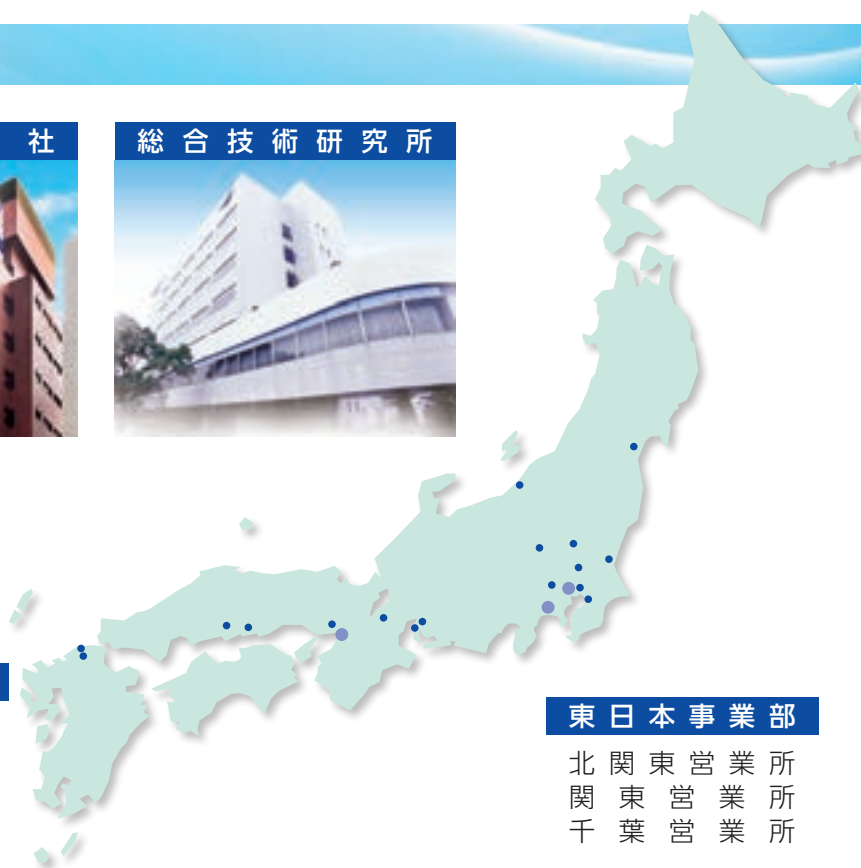 社
総合技術研究所
東日本事業部
北関東営業所
関東営業所
千葉営業所